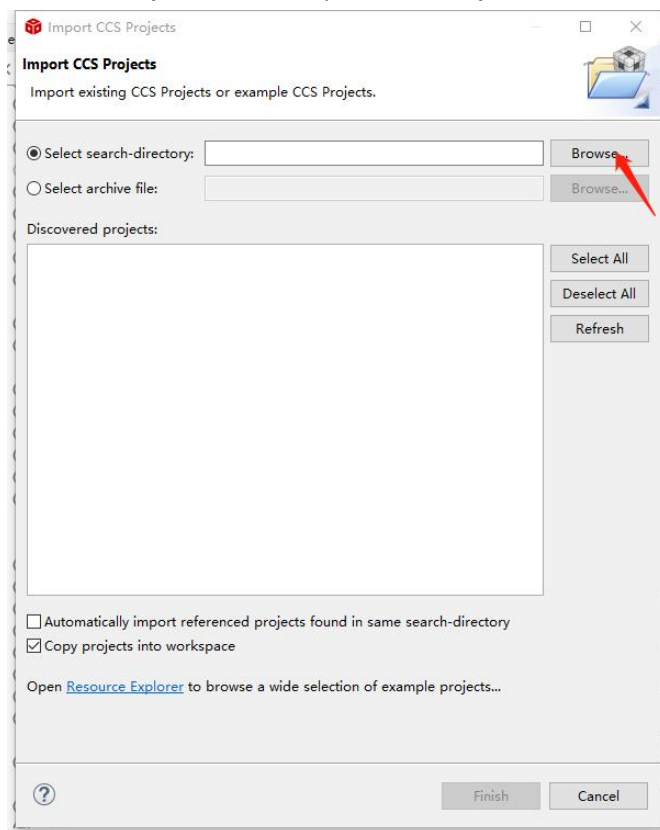 Import CCS Projects
Import CCS Projects
Import existing CCS Projects or example CCS Projects.
Select search-directory:
Browse...
Select archive file:
Browse...
Discovered projects:
Select All
Deselect All
Refresh
Automatically import referenced projects found in same search-directory
Copy projects into workspace
Open Resource Explorer to browse a wide selection of example projects...
?
Finish
Cancel